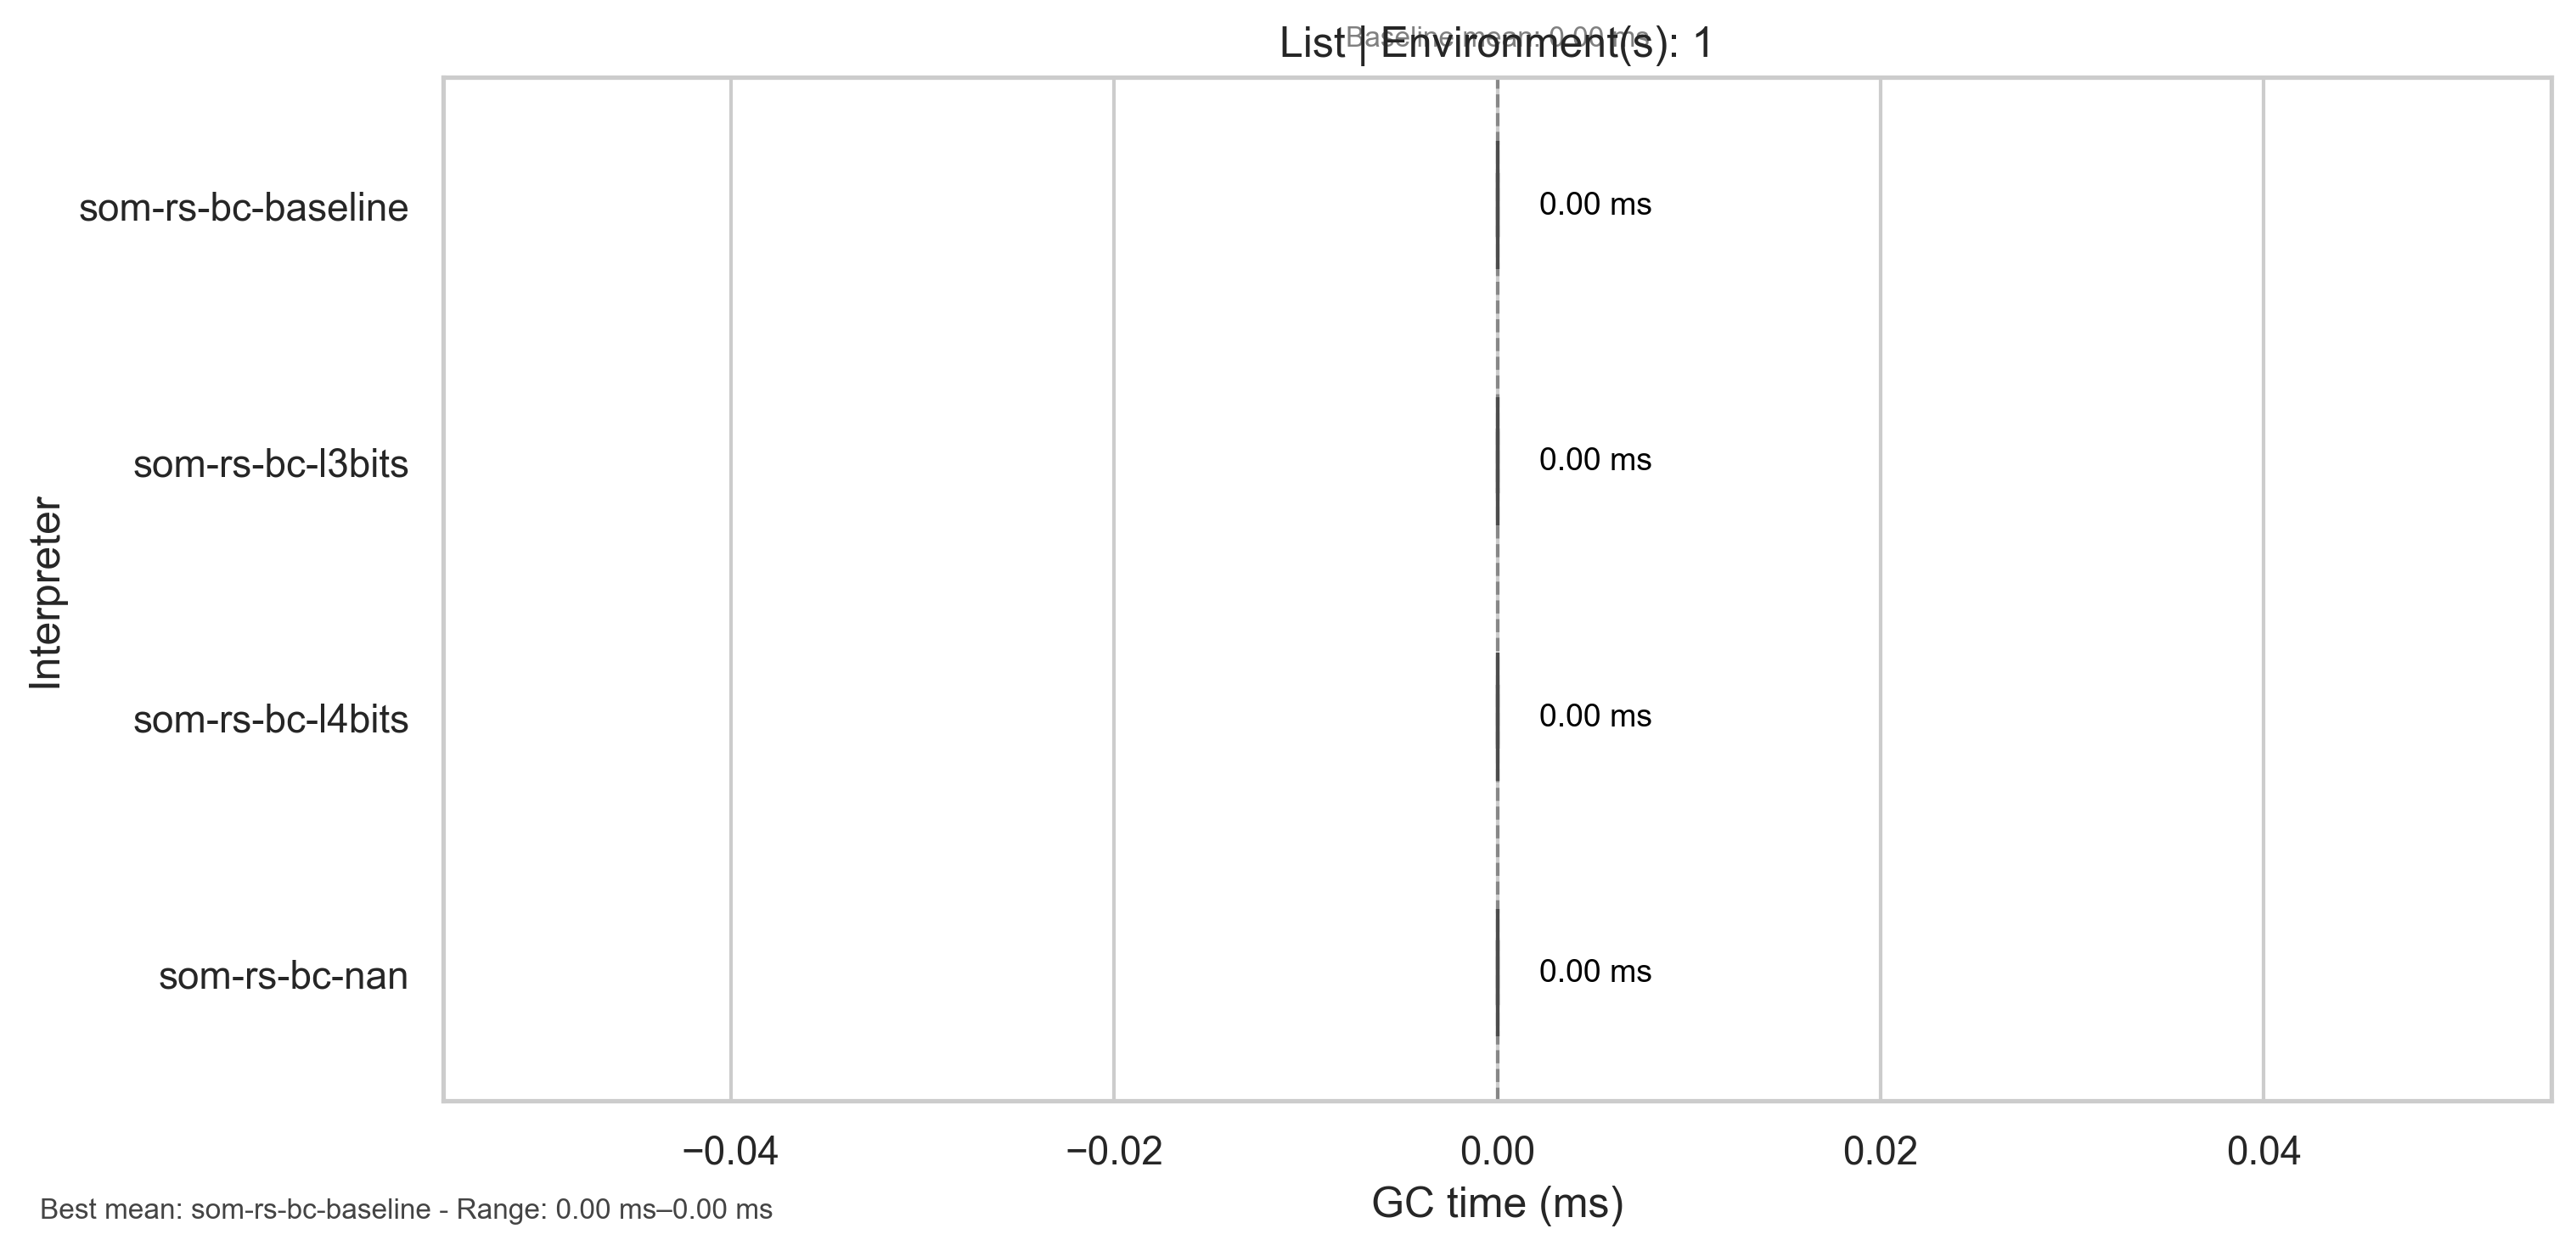 Baseline mean: 0.00 ms
List | Environment(s): 1
som-rs-bc-baseline
0.00 ms
som-rs-bc-l3bits
0.00 ms
som-rs-bc-l4bits
0.00 ms
som-rs-bc-nan
0.00 ms
Interpreter
−0.04
−0.02
0.00
0.02
0.04
GC time (ms)
Best mean: som-rs-bc-baseline - Range: 0.00 ms–0.00 ms